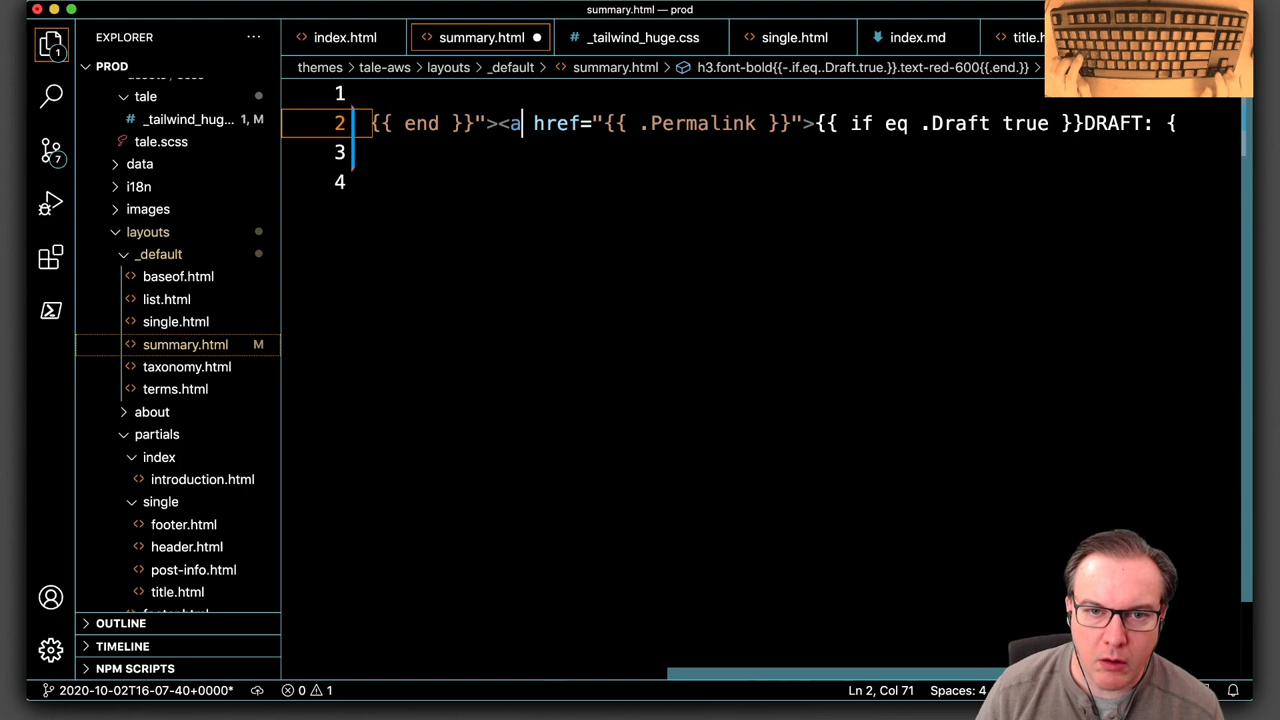 summary.html — prod
EXPLORER
PROD
tale
_tailwind_hug... 1, M
tale.scss
data
i18n
images
layouts
_default
baseof.html
list.html
single.html
summary.html M
taxonomy.html
terms.html
about
partials
index
introduction.html
single
footer.html
header.html
post-info.html
title.html
OUTLINE
TIMELINE
NPM SCRIPTS
index.html
summary.html
# _tailwind_huge.css
single.html
index.md
title.h
themes > tale-aws > layouts > _default > summary.html > h3.font-bold{{-.if.eq..Draft.true.}}.text-red-600{{.end.}}
1
2 {{ end }}"><a href="{{ .Permalink }}">{{ if eq .Draft true }}DRAFT: {
3
4
1
7
2020-10-02T16-07-40+0000* 0 1 Ln 2, Col 71 Spaces: 4